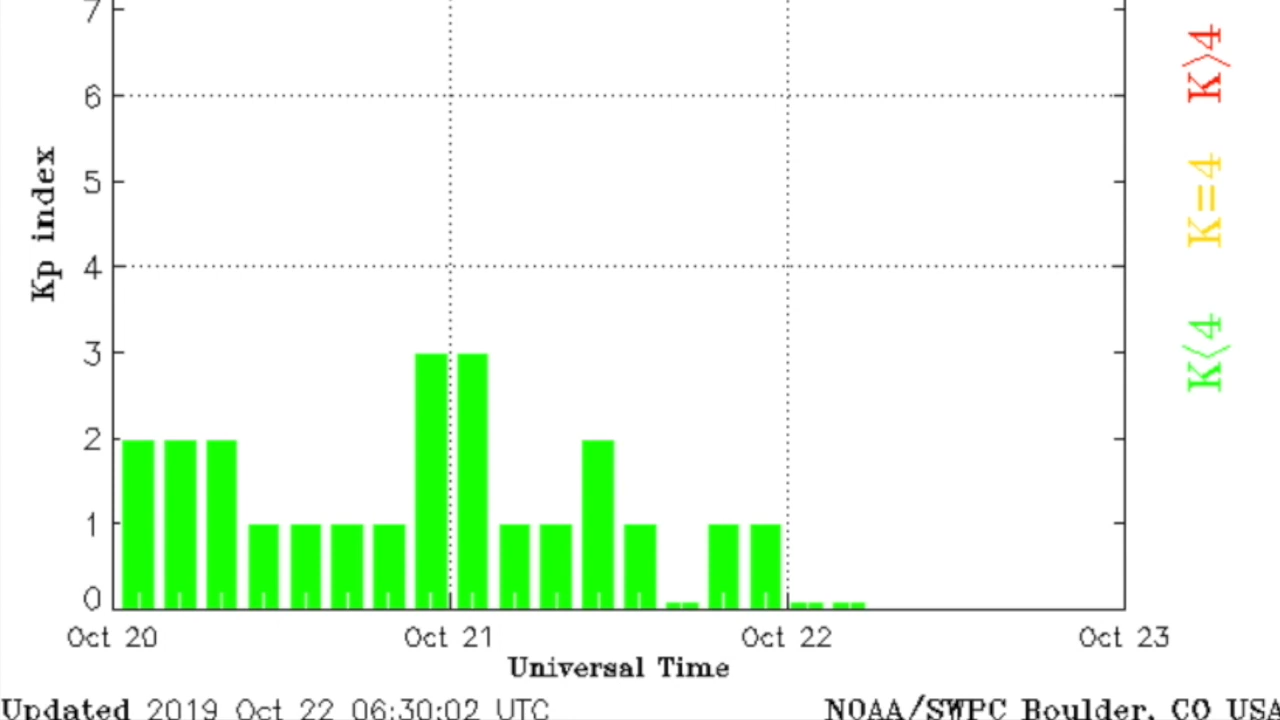 7
6
5
4
3
2
1
0
Kp index
K>4
K=4
K<4
Oct 20 Oct 21 Oct 22 Oct 23
Universal Time
Updated 2019 Oct 22 06:30:02 UTC NOAA/SWPC Boulder, CO USA